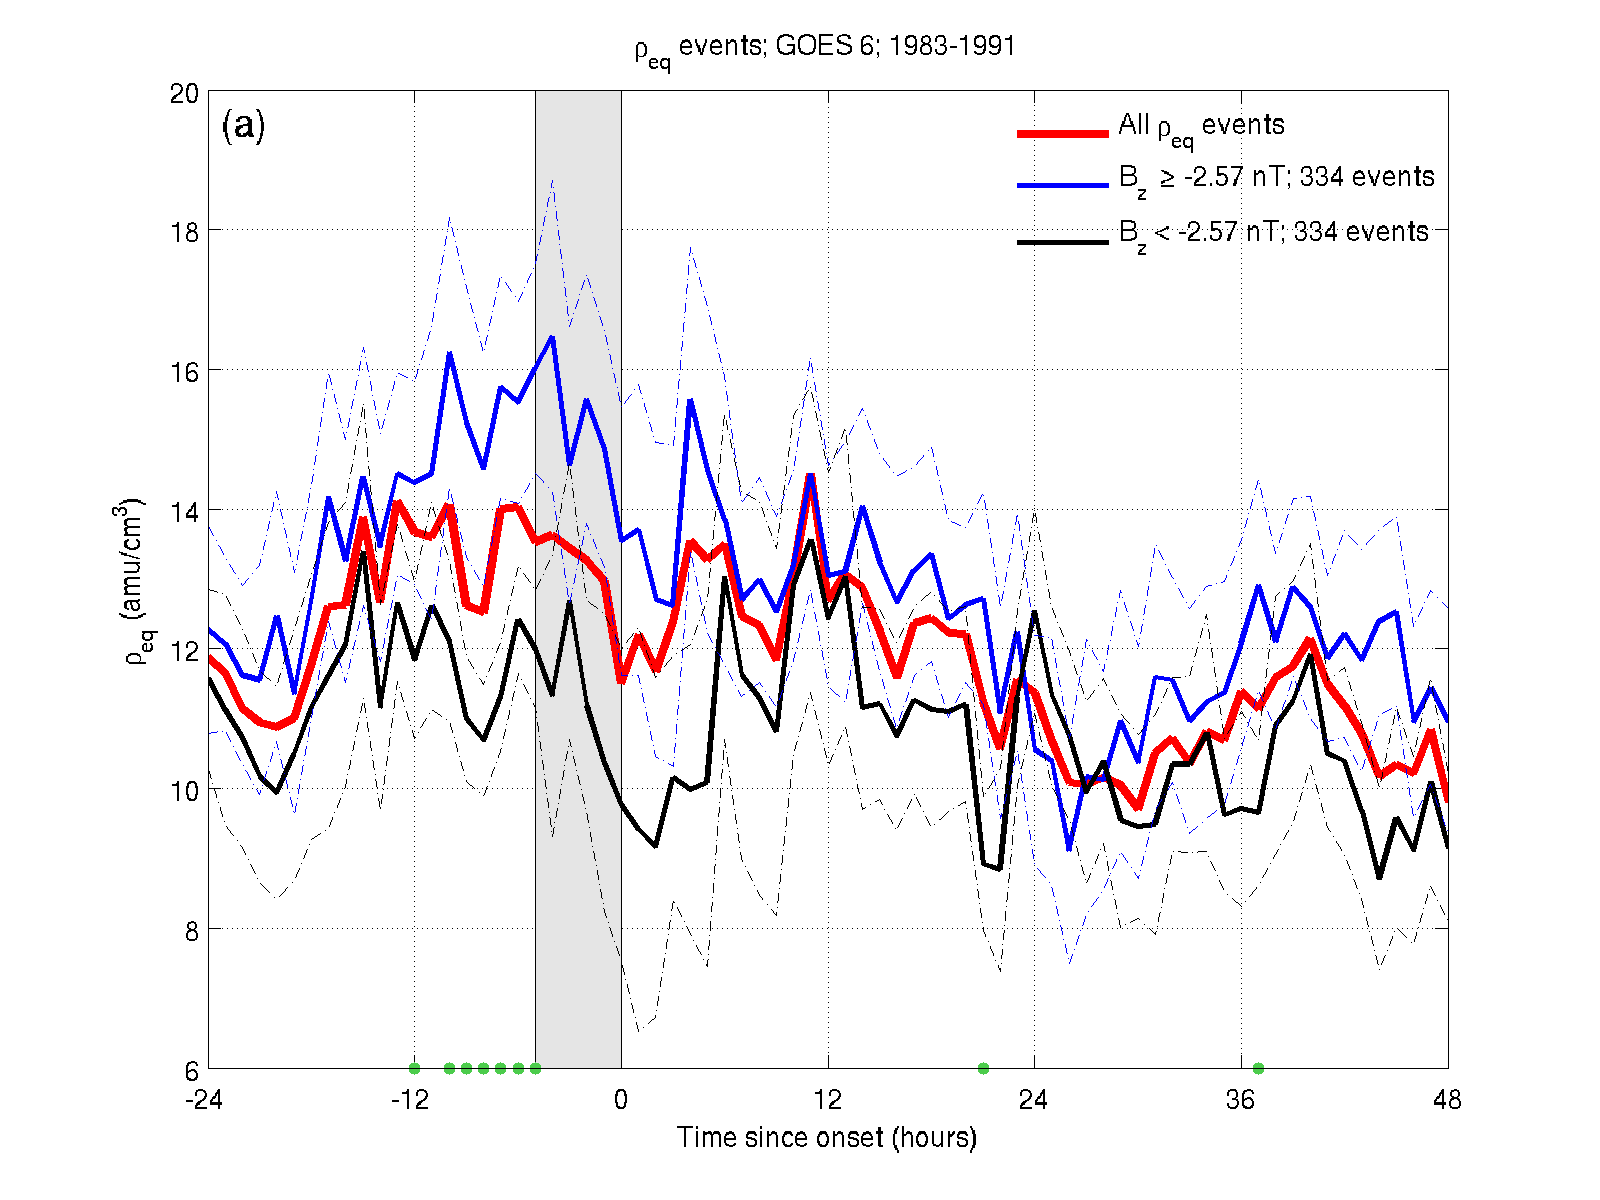 ρeq events; GOES 6; 1983-1991
(a)
All ρeq events
Bz ≥ -2.57 nT; 334 events
Bz < -2.57 nT; 334 events
ρeq (amu/cm3)
20
18
16
14
12
10
8
6
-24 -12 0 12 24 36 48
Time since onset (hours)